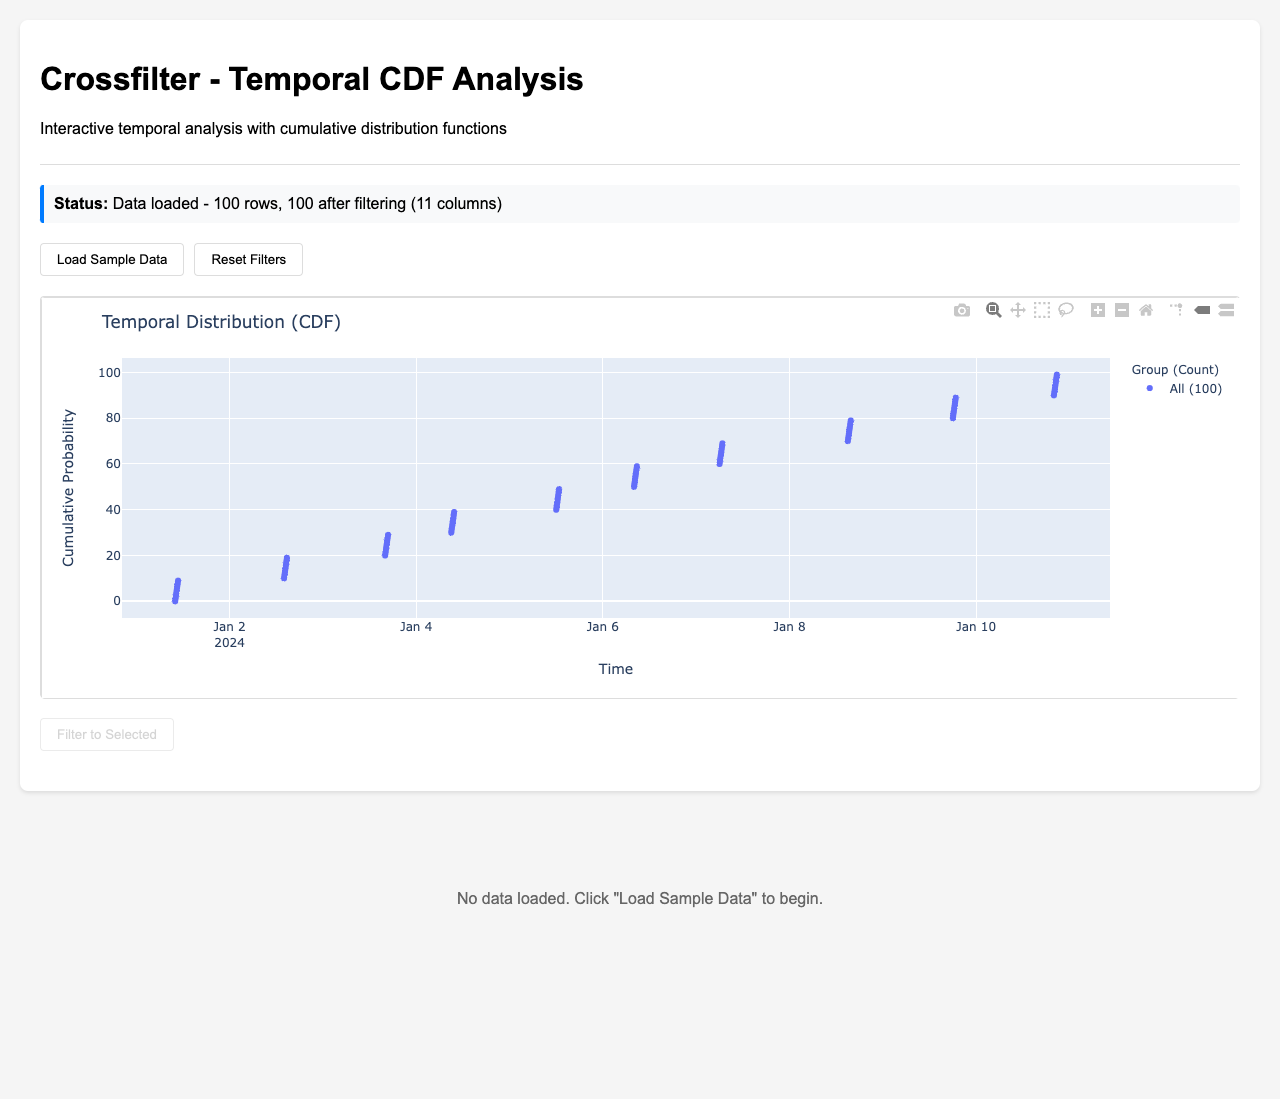 Crossfilter - Temporal CDF Analysis
Interactive temporal analysis with cumulative distribution functions
Status: Data loaded - 100 rows, 100 after filtering (11 columns)
Load Sample Data
Reset Filters
Temporal Distribution (CDF)
Group (Count)
All (100)
Cumulative Probability
100
80
60
40
20
0
Jan 2
2024
Jan 4
Jan 6
Jan 8
Jan 10
Time
Filter to Selected
No data loaded. Click "Load Sample Data" to begin.